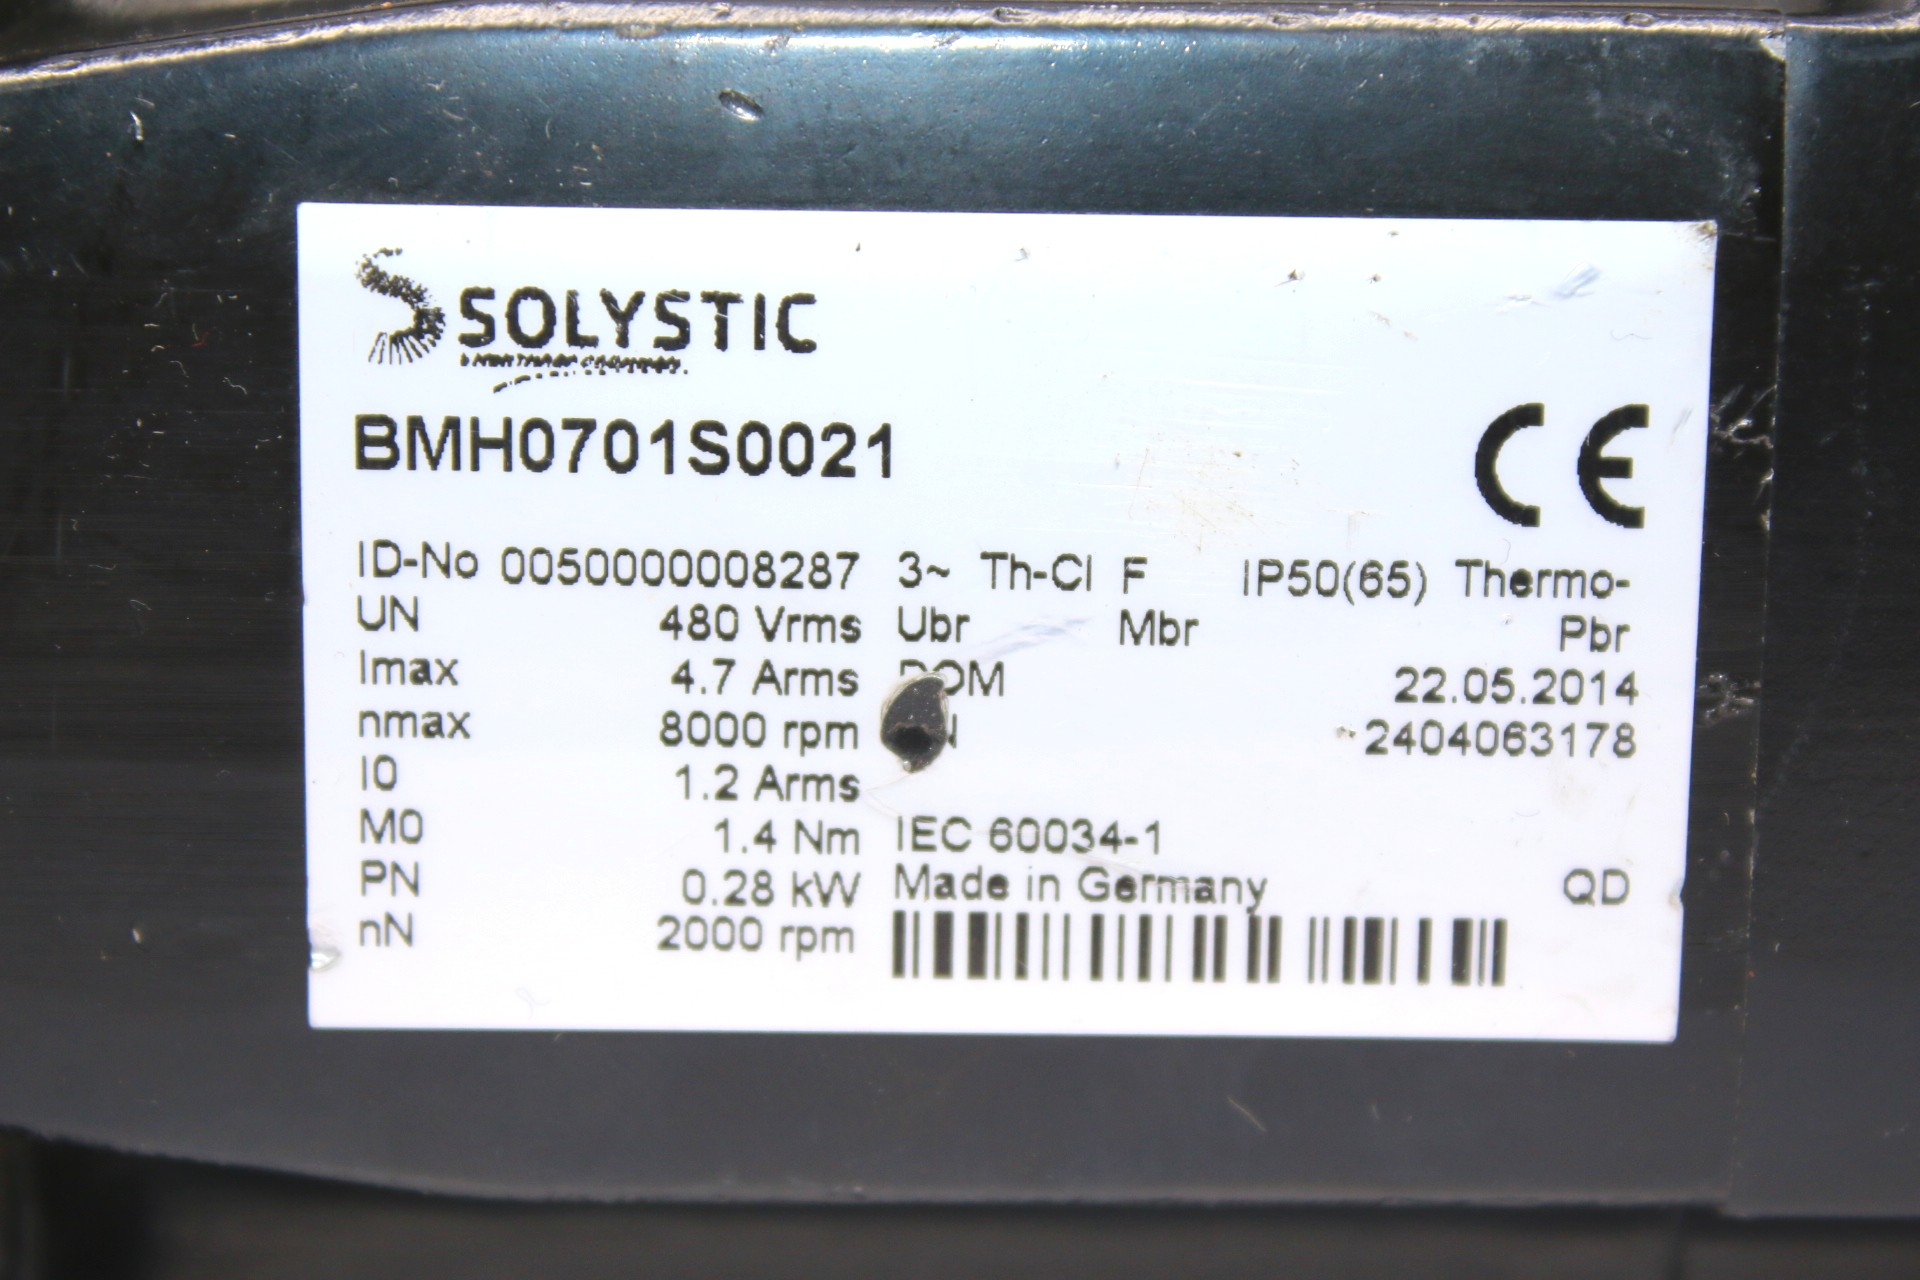 SOLYSTIC
BMH0701S0021
ID-No 0050000008287 3~ Th-Cl F IP50(65) Thermo-
UN 480 Vrms Ubr Mbr Pbr
Imax 4.7 Arms DOM 22.05.2014
nmax 8000 rpm 2404063178
I0 1.2 Arms
M0 1.4 Nm IEC 60034-1
PN 0.28 kW Made in Germany QD
nN 2000 rpm
CE